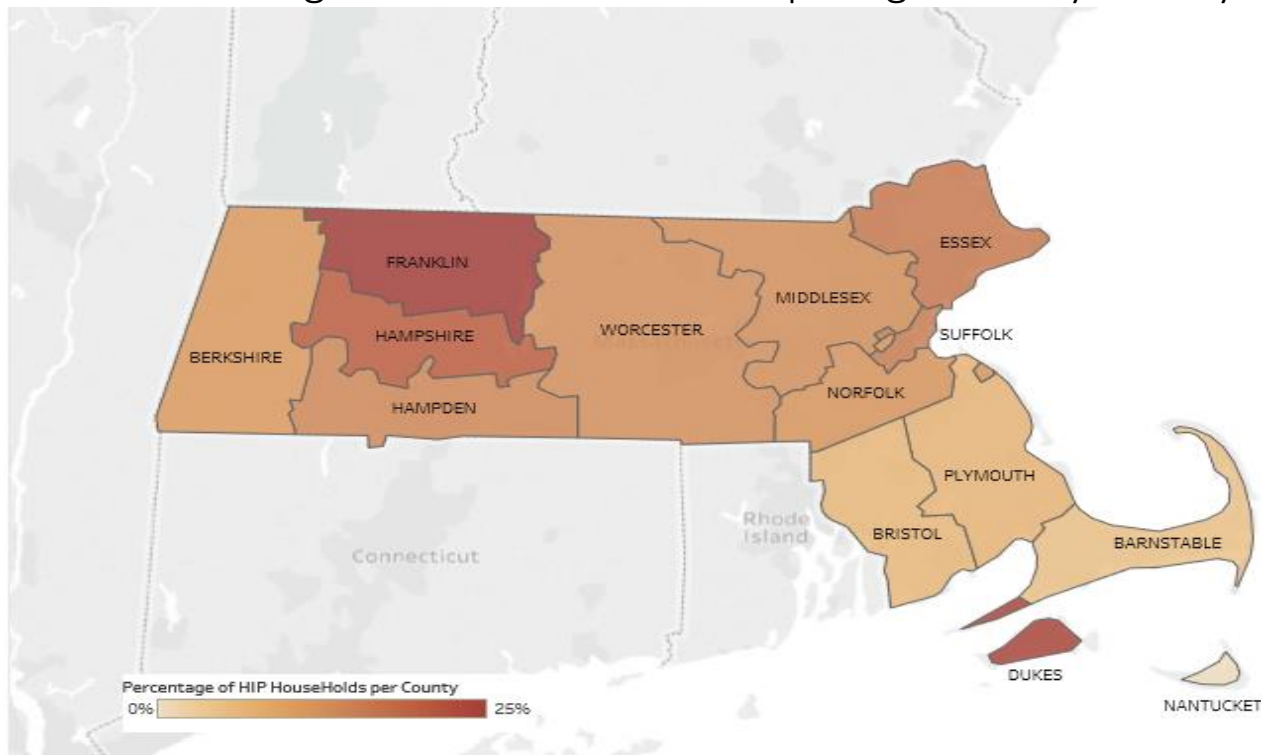 ESSEX
FRANKLIN
MIDDLESEX
HAMPSHIRE
WORCESTER
SUFFOLK
BERKSHIRE
NORFOLK
HAMPDEN
PLYMOUTH
Rhode
Island
BRISTOL
BARNSTABLE
Connecticut
DUKES
Percentage of HIP HouseHolds per County
0%
25%
NANTUCKET